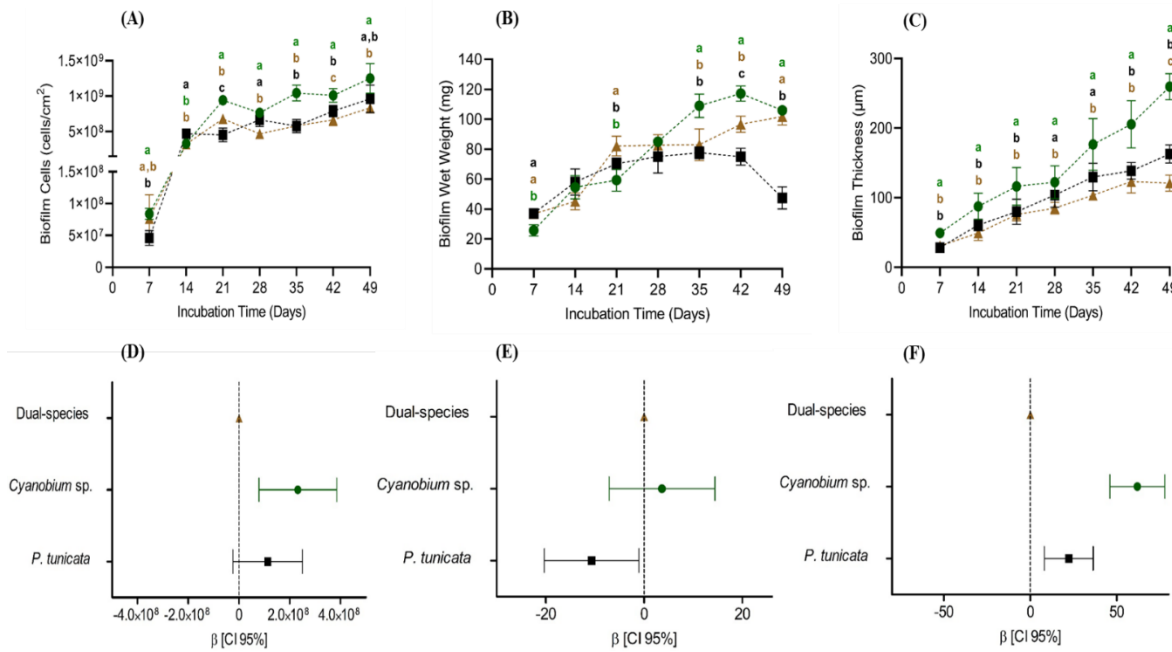 (A)
Biofilm Cells (cells/cm²)
1.5×10⁹
1×10⁹
5×10⁸
1.5×10⁸
1×10⁸
5×10⁷
0
a
a,b
b
a
b
b
a
b
c
a
a
b
a
b
b
a
b
c
a
a,b
b
0 7 14 21 28 35 42 49
Incubation Time (Days)
(B)
Biofilm Wet Weight (mg)
140
120
100
80
60
40
20
0
a
a
b
a
b
b
a
b
b
a
b
c
a
a
b
0 7 14 21 28 35 42 49
Incubation Time (Days)
(C)
Biofilm Thickness (µm)
300
200
100
0
a
b
b
a
b
b
a
b
b
a
a
b
a
b
b
a
b
b
a
b
c
0 7 14 21 28 35 42 49
Incubation Time (Days)
(D)
Dual-species
Cyanobium sp.
P. tunicata
-4.0×10⁸ -2.0×10⁸ 0 2.0×10⁸ 4.0×10⁸
β [CI 95%]
(E)
Dual-species
Cyanobium sp.
P. tunicata
-20 0 20
β [CI 95%]
(F)
Dual-species
Cyanobium sp.
P. tunicata
-50 0 50
β [CI 95%]